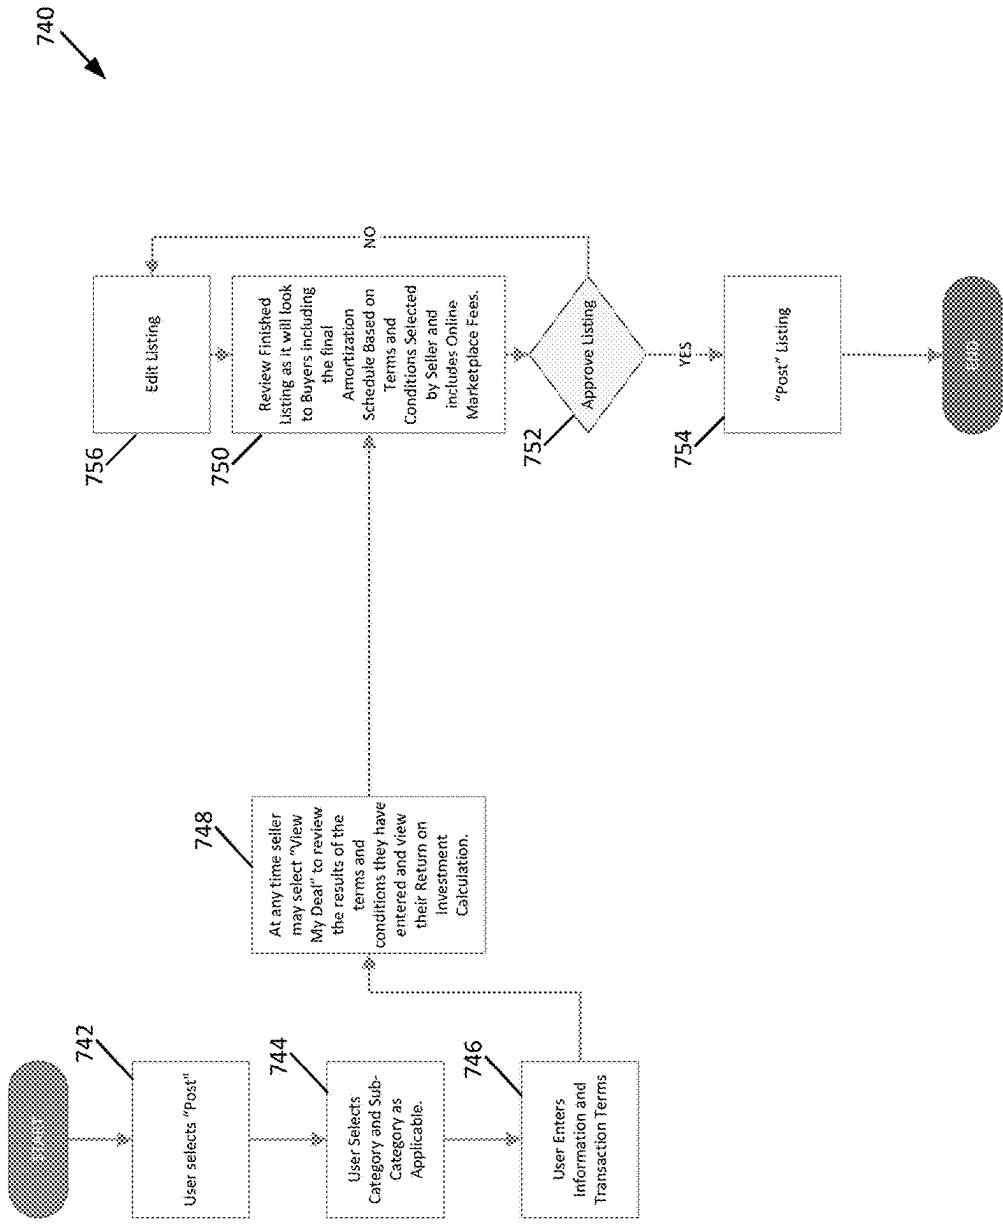 740
742
User selects "Post"
744
User Selects
Category and Sub-
Category as
Applicable.
746
User Enters
Information and
Transaction Terms
748
At any time seller
may select "View
My Deal" to review
the results of the
terms and
conditions they have
entered and view
their Return on
Investment
Calculation.
756
Edit Listing
750
Review Finished
Listing as it will look
to Buyers including
the final
Amortization
Schedule Based on
Terms and
Conditions Selected
by Seller and
includes Online
Marketplace Fees.
752
Approve Listing
NO
YES
754
"Post" Listing